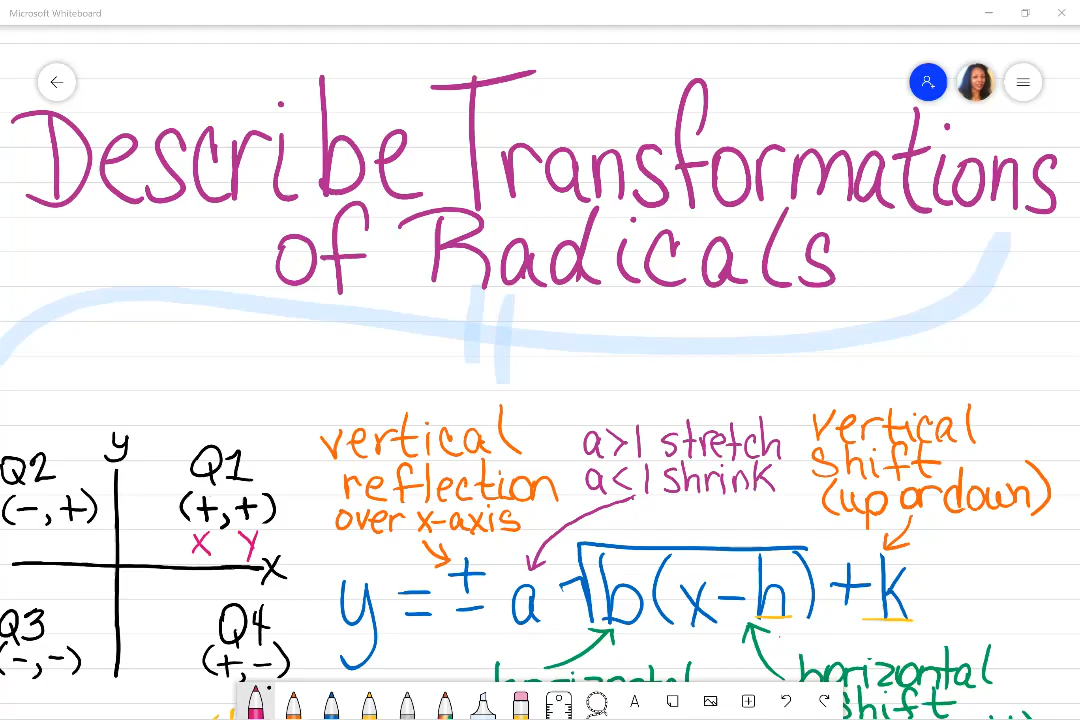 Microsoft Whiteboard
Describe Transformations
of Radicals
y
Q2
(-, +)
Q1
(+, +)
X Y
x
Q3
(-, -)
Q4
(+, -)
vertical
reflection
over x-axis
a>1 stretch
a<1 shrink
vertical
shift
(up or down)
y = ± a √b(x-h) + k
horizontal
horizontal
shift